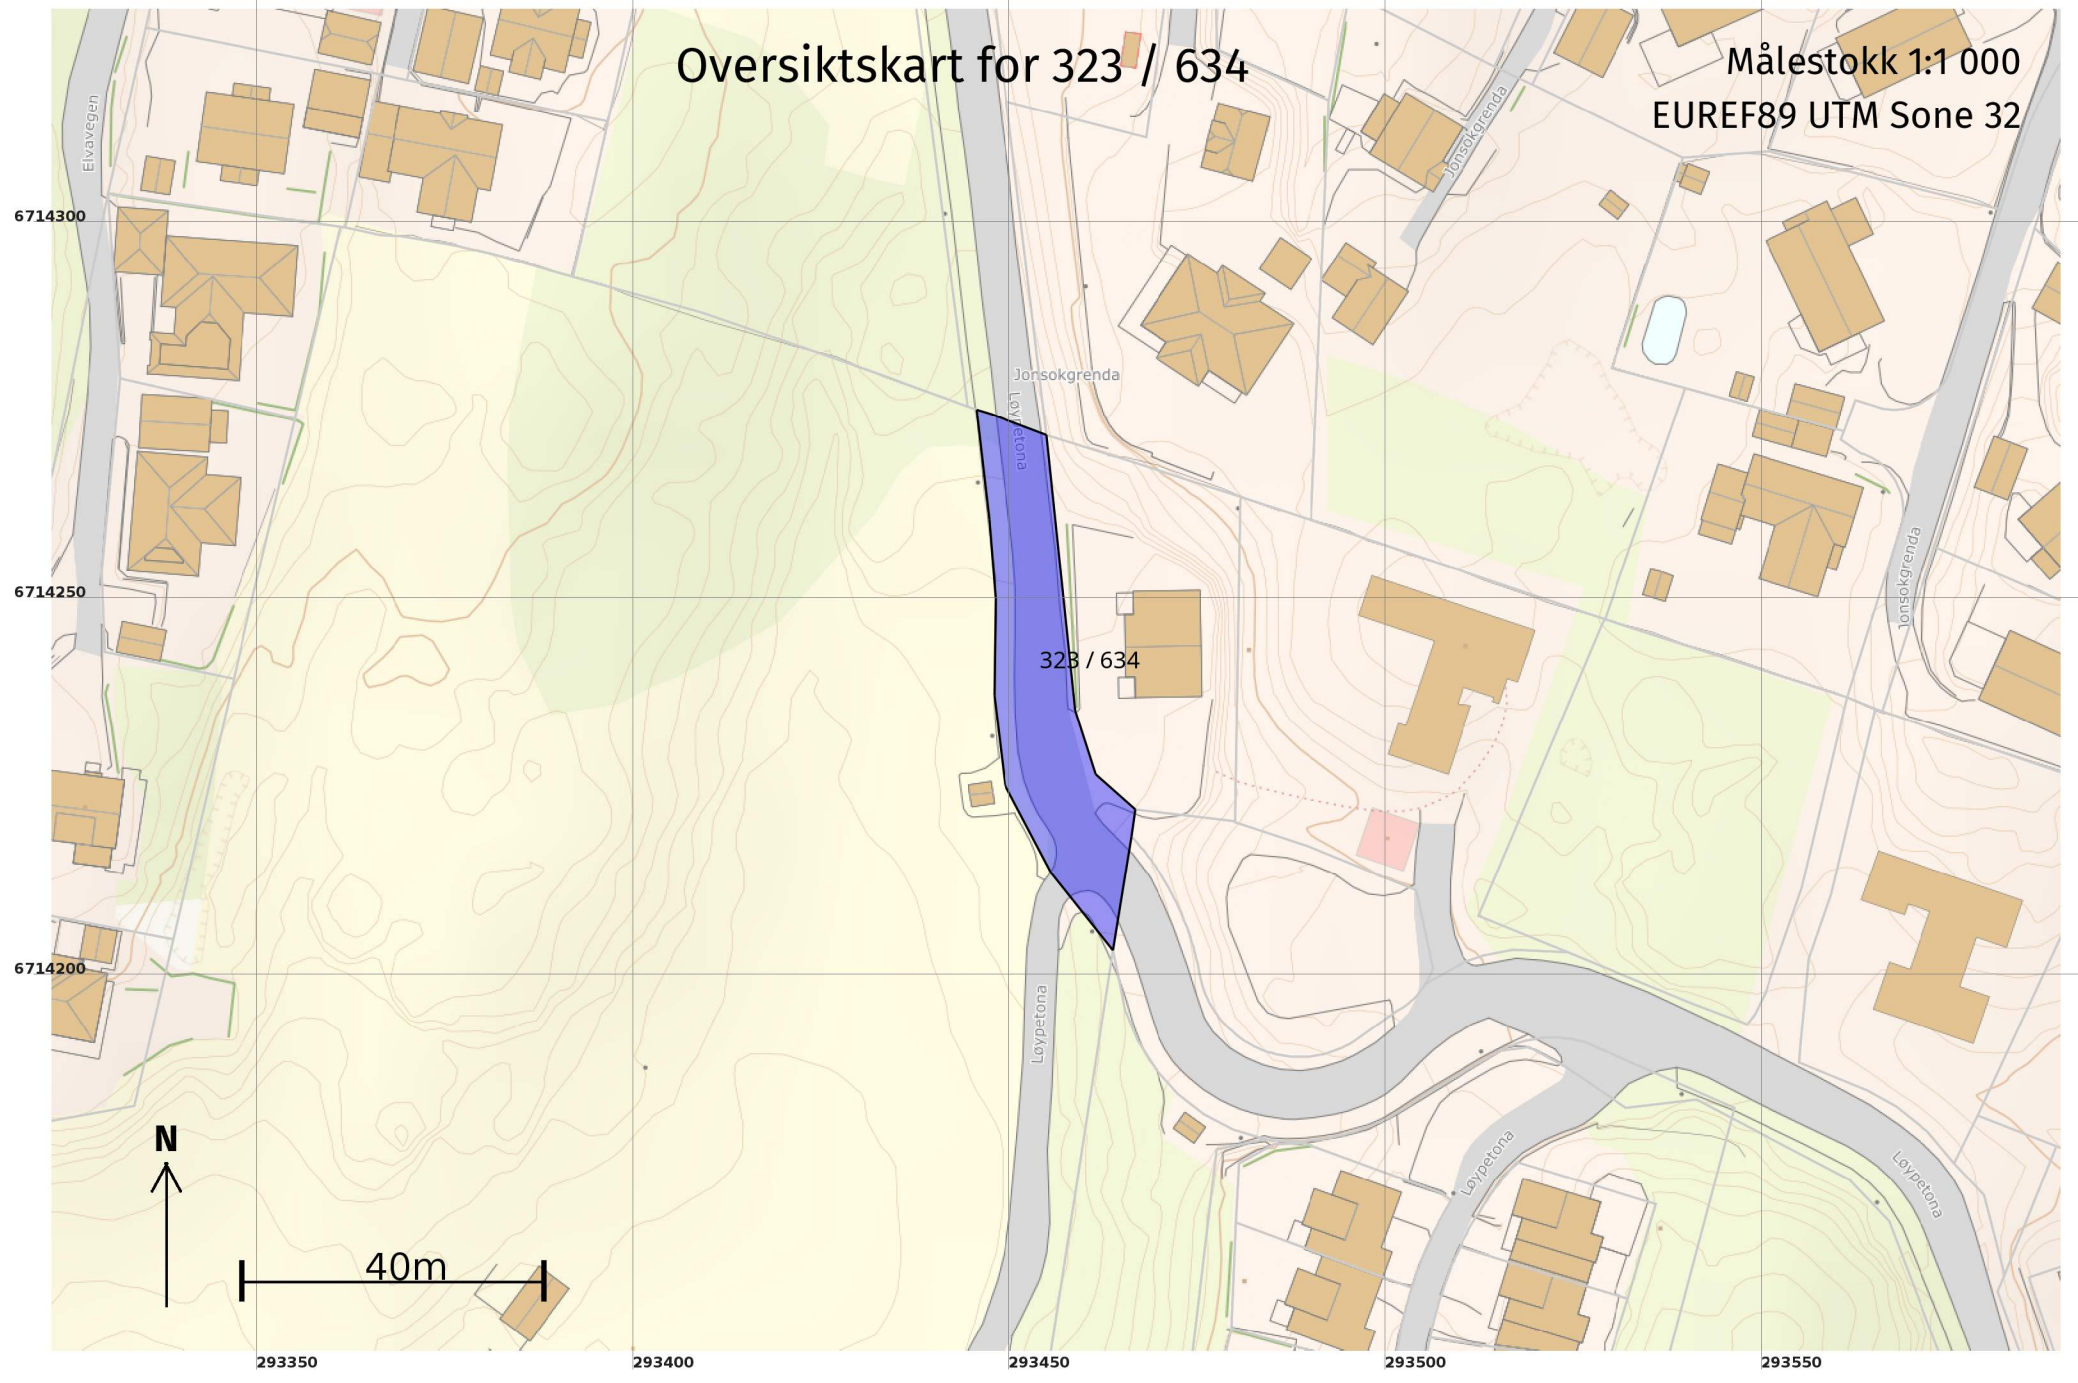 Oversiktskart for 323 / 634
Målestokk 1:1 000
EUREF89 UTM Sone 32
Elvavegen
Jonsokgrenda
6714300
Jonsokgrenda
Løypetona
Jonsokgrenda
6714250
323 / 634
6714200
Løypetona
N
Løypetona
Løypetona
40m
293350
293400
293450
293500
293550